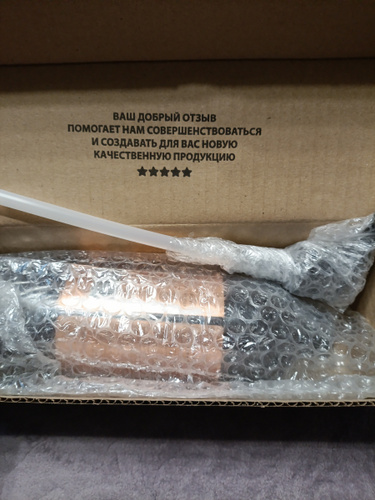 ВАШ ДОБРЫЙ ОТЗЫВ
ПОМОГАЕТ НАМ СОВЕРШЕНСТВОВАТЬСЯ
И СОЗДАВАТЬ ДЛЯ ВАС НОВУЮ
КАЧЕСТВЕННУЮ ПРОДУКЦИЮ